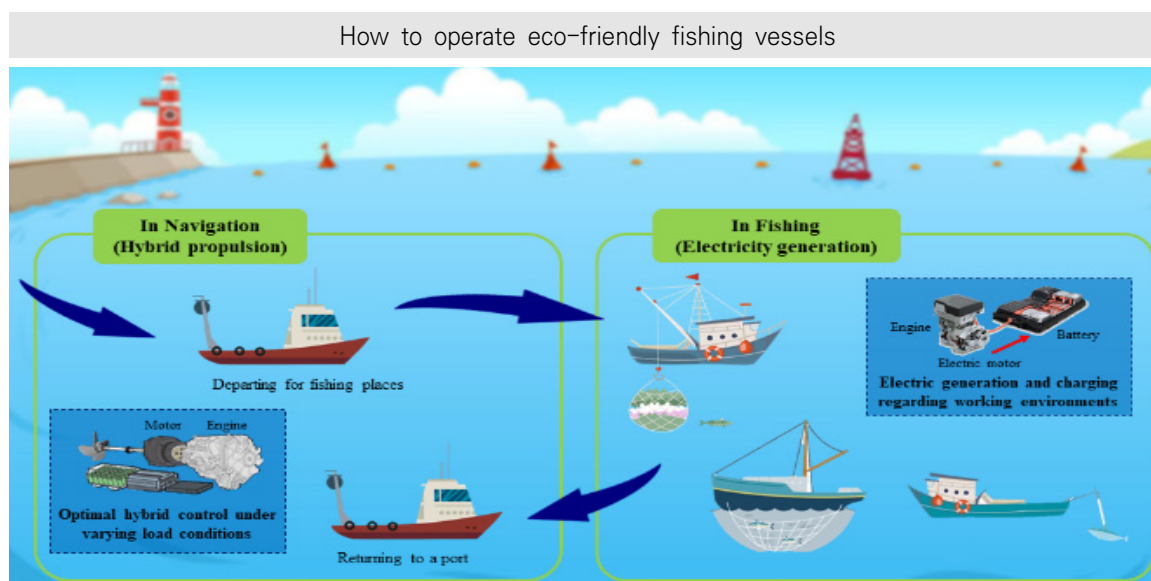 How to operate eco-friendly fishing vessels
In Navigation
(Hybrid propulsion)
Departing for fishing places
Motor Engine
Optimal hybrid control under
varying load conditions
Returning to a port
In Fishing
(Electricity generation)
Engine
Battery
Electric motor
Electric generation and charging
regarding working environments